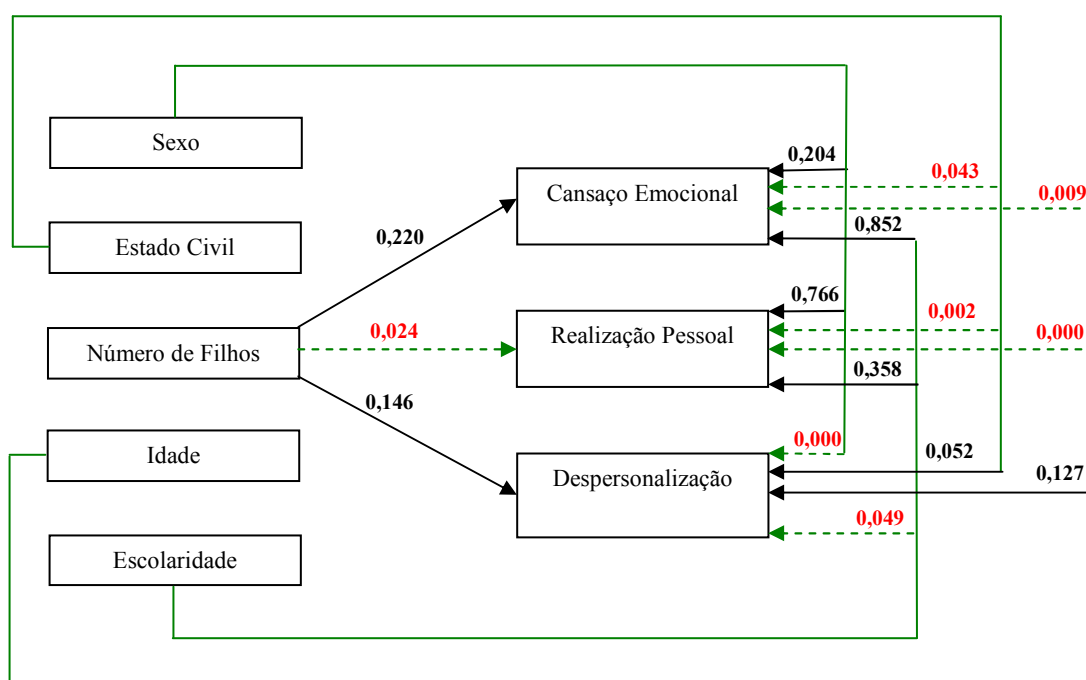 Sexo
Estado Civil
Número de Filhos
Idade
Escolaridade
0,220
0,024
0,146
Cansaço Emocional
Realização Pessoal
Despersonalização
0,204
0,043
0,009
0,852
0,766
0,002
0,000
0,358
0,000
0,052
0,127
0,049